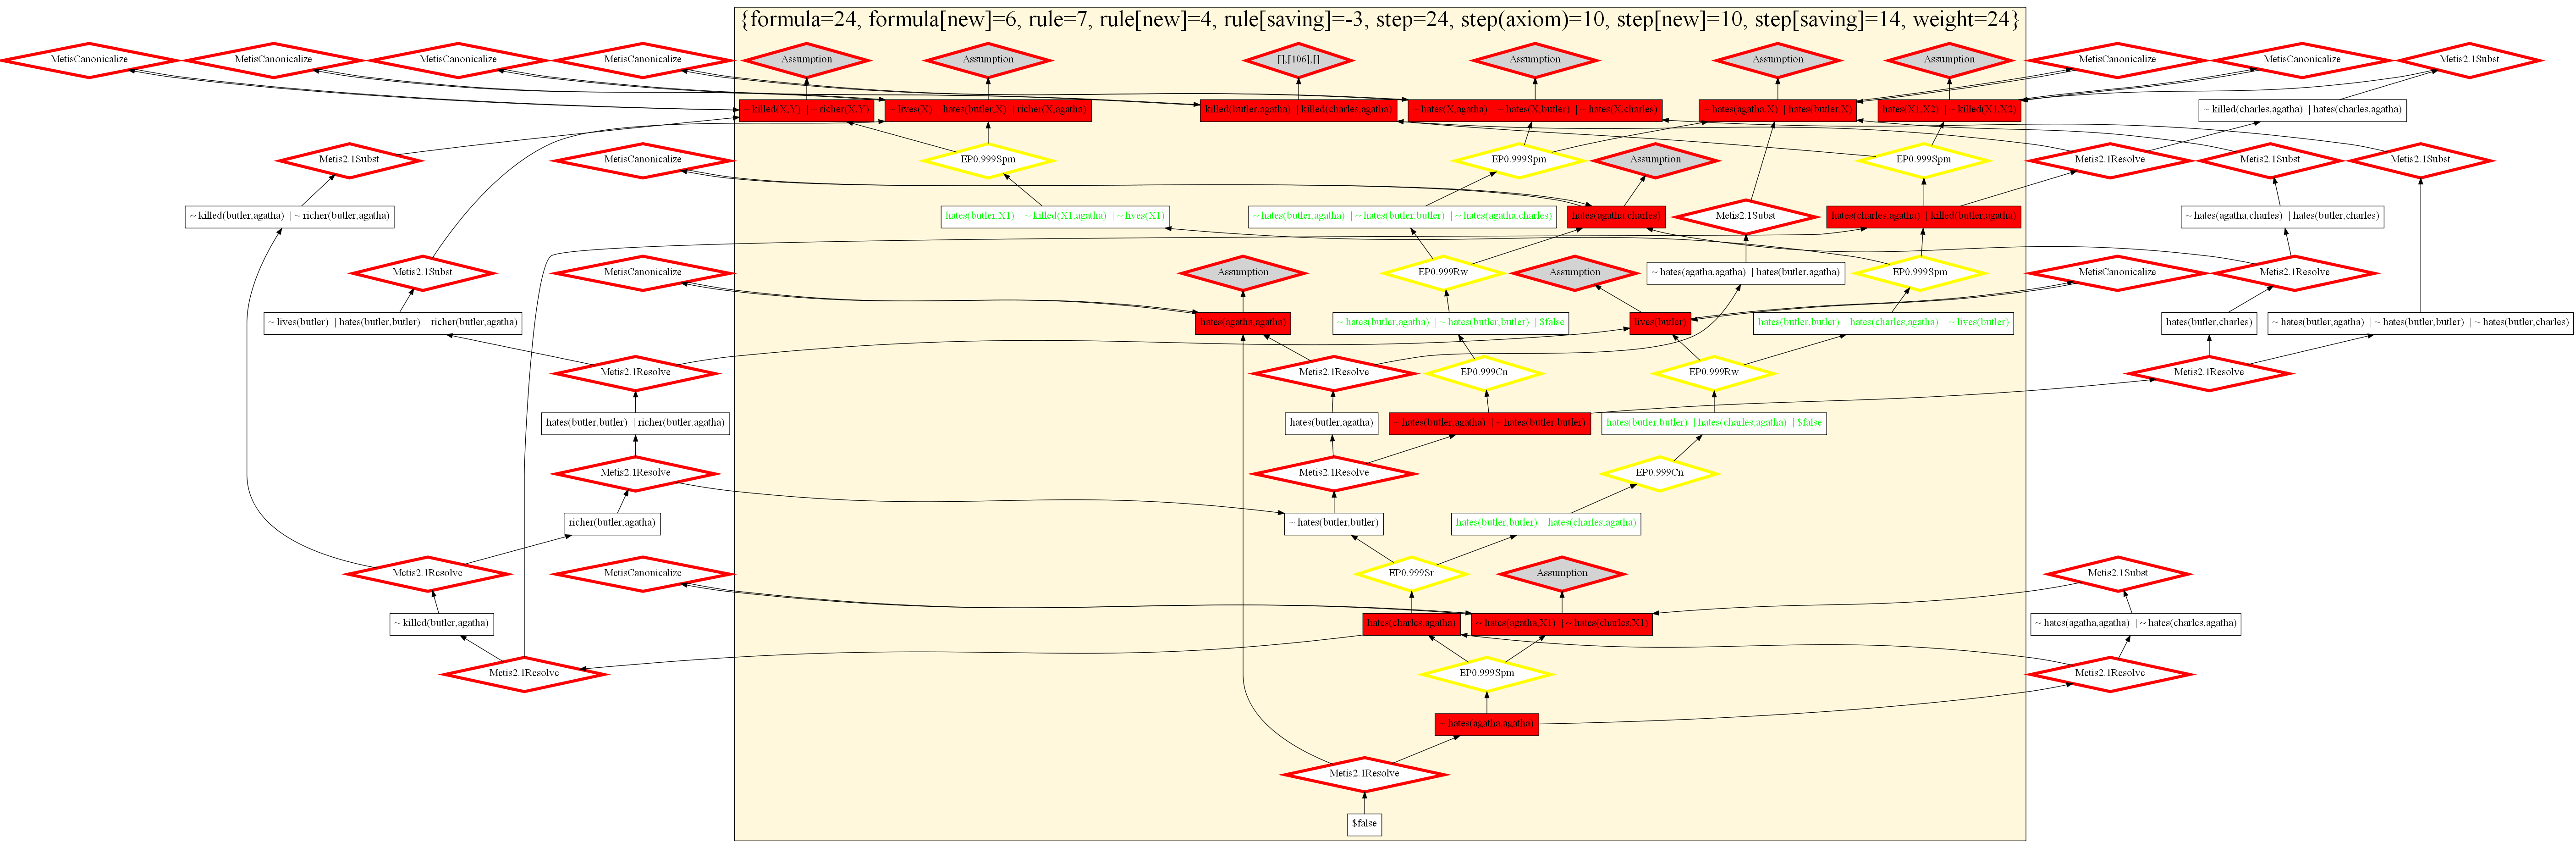 {formula=24, formula[new]=6, rule=7, rule[new]=4, rule[saving]=-3, step=24, step(axiom)=10, step[new]=10, step[saving]=14, weight=24}
MetisCanonicalize
MetisCanonicalize
MetisCanonicalize
MetisCanonicalize
Assumption
Assumption
[].[106].[]
Assumption
Assumption
Assumption
MetisCanonicalize
MetisCanonicalize
Metis2.1Subst
~ killed(X,Y) | ~ richer(X,Y)
~ lives(X) | hates(butler,X) | richer(X,agatha)
killed(butler,agatha) | killed(charles,agatha)
~ hates(X,agatha) | ~ hates(X,butler) | ~ hates(X,charles)
~ hates(agatha,X) | hates(butler,X)
hates(X1,X2) | ~ killed(X1,X2)
~ killed(charles,agatha) | hates(charles,agatha)
Metis2.1Subst
MetisCanonicalize
EP0.999Spm
EP0.999Spm
Assumption
EP0.999Spm
Metis2.1Resolve
Metis2.1Subst
Metis2.1Subst
~ killed(butler,agatha) | ~ richer(butler,agatha)
hates(butler,X1) | ~ killed(X1,agatha) | ~ lives(X1)
~ hates(butler,agatha) | ~ hates(butler,butler) | ~ hates(agatha,charles)
hates(agatha,charles)
Metis2.1Subst
hates(charles,agatha) | killed(butler,agatha)
~ hates(agatha,charles) | hates(butler,charles)
Metis2.1Subst
MetisCanonicalize
Assumption
EP0.999Rw
Assumption
~ hates(agatha,agatha) | hates(butler,agatha)
EP0.999Spm
MetisCanonicalize
Metis2.1Resolve
~ lives(butler) | hates(butler,butler) | richer(butler,agatha)
hates(agatha,agatha)
~ hates(butler,agatha) | ~ hates(butler,butler) | $false
lives(butler)
hates(butler,butler) | hates(charles,agatha) | ~ lives(butler)
hates(butler,charles)
~ hates(butler,agatha) | ~ hates(butler,butler) | ~ hates(butler,charles)
Metis2.1Resolve
Metis2.1Resolve
EP0.999Cn
EP0.999Rw
Metis2.1Resolve
hates(butler,butler) | richer(butler,agatha)
hates(butler,agatha)
~ hates(butler,agatha) | ~ hates(butler,butler)
hates(butler,butler) | hates(charles,agatha) | $false
Metis2.1Resolve
Metis2.1Resolve
EP0.999Cn
richer(butler,agatha)
~ hates(butler,butler)
hates(butler,butler) | hates(charles,agatha)
Metis2.1Resolve
MetisCanonicalize
EP0.999Sr
Assumption
Metis2.1Subst
~ killed(butler,agatha)
hates(charles,agatha)
~ hates(agatha,X1) | ~ hates(charles,X1)
~ hates(agatha,agatha) | ~ hates(charles,agatha)
Metis2.1Resolve
EP0.999Spm
Metis2.1Resolve
~ hates(agatha,agatha)
Metis2.1Resolve
$false